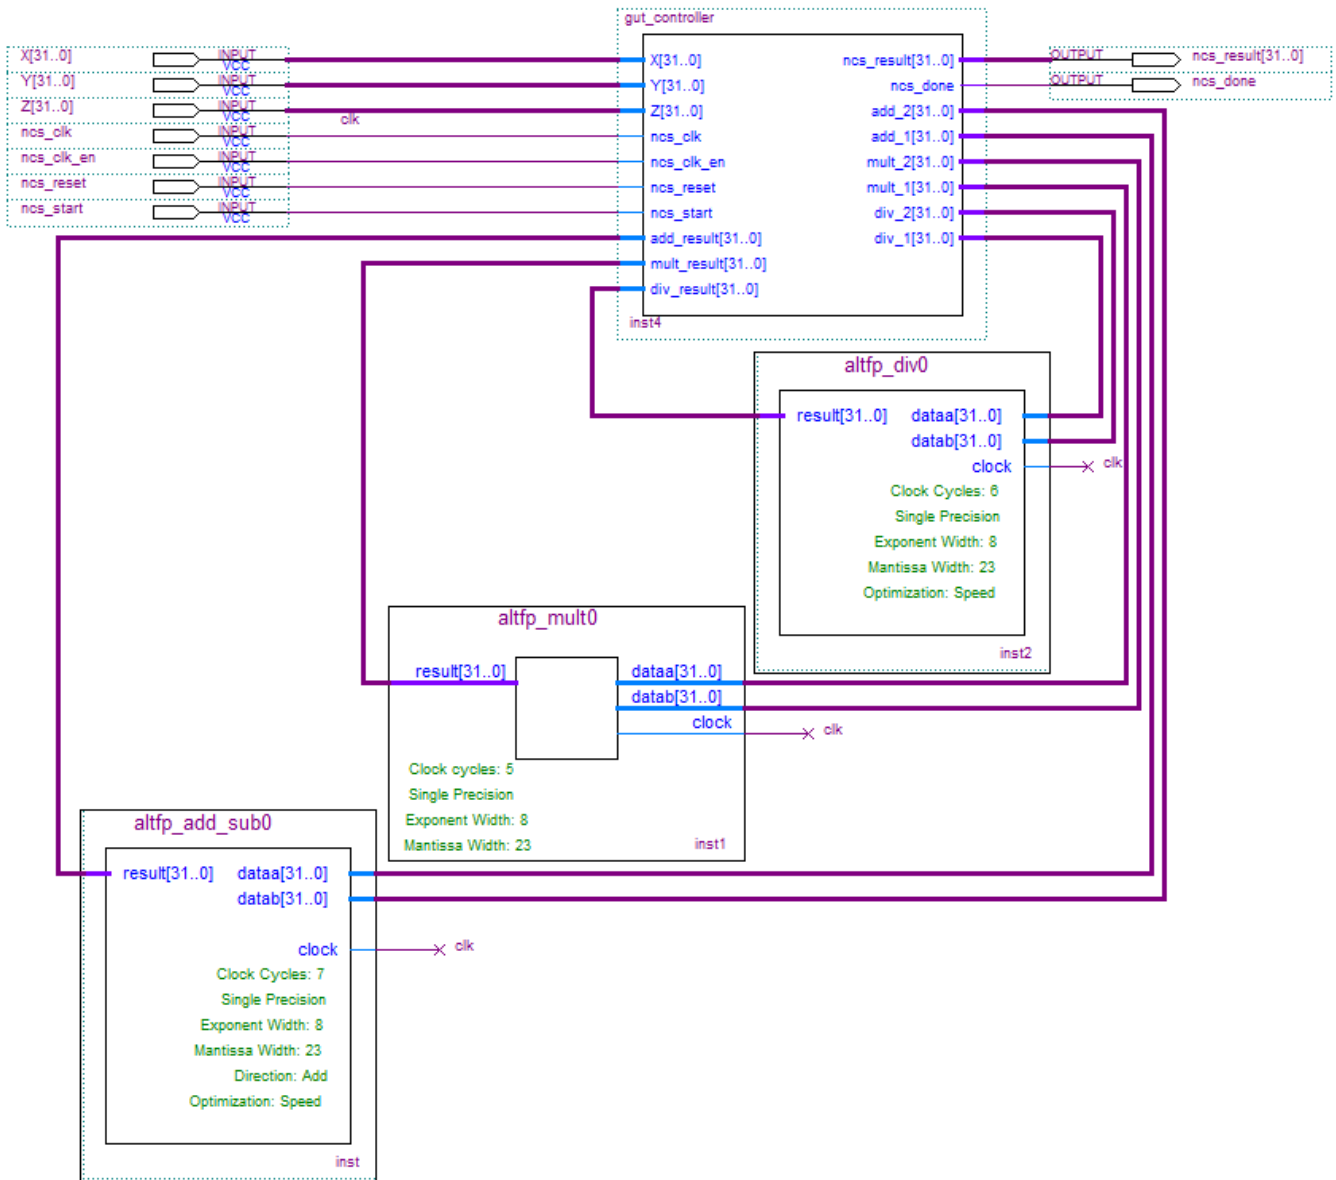 gut_controller
X[31..0] INPUT VCC X[31..0] ncs_result[31..0] OUTPUT ncs_result[31..0]
Y[31..0] INPUT VCC Y[31..0] ncs_done OUTPUT ncs_done
Z[31..0] INPUT VCC clk Z[31..0] add_2[31..0]
ncs_clk INPUT VCC ncs_clk add_1[31..0]
ncs_clk_en INPUT VCC ncs_clk_en mult_2[31..0]
ncs_reset INPUT VCC ncs_reset mult_1[31..0]
ncs_start INPUT VCC ncs_start div_2[31..0]
add_result[31..0] div_1[31..0]
mult_result[31..0]
div_result[31..0]
inst4
altfp_div0
result[31..0] dataa[31..0]
datab[31..0]
clock clk
Clock Cycles: 6
Single Precision
Exponent Width: 8
Mantissa Width: 23
Optimization: Speed
inst2
altfp_mult0
result[31..0] dataa[31..0]
datab[31..0]
clock clk
Clock cycles: 5
Single Precision
Exponent Width: 8
Mantissa Width: 23
inst1
altfp_add_sub0
result[31..0] dataa[31..0]
datab[31..0]
clock clk
Clock Cycles: 7
Single Precision
Exponent Width: 8
Mantissa Width: 23
Direction: Add
Optimization: Speed
inst